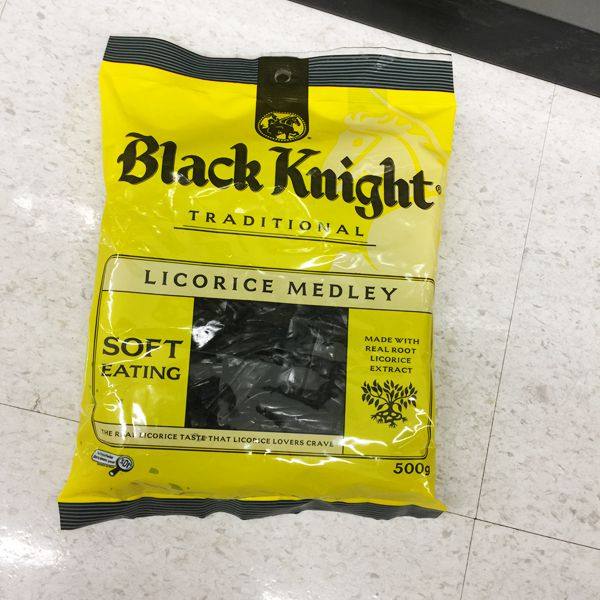 Black Knight®
TRADITIONAL
LICORICE MEDLEY
SOFT
EATING
MADE WITH
REAL ROOT
LICORICE
EXTRACT
THE REAL LICORICE TASTE THAT LICORICE LOVERS CRAVE
500g